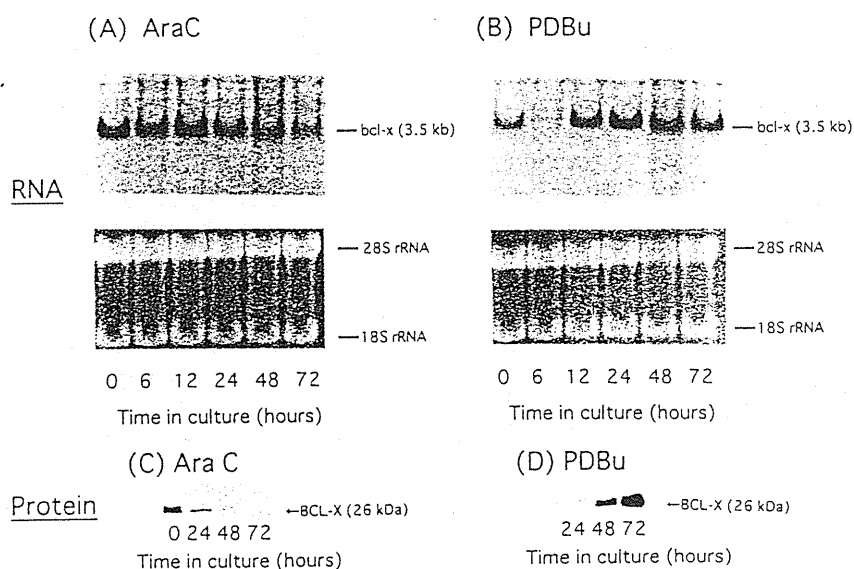 (A) AraC
(B) PDBu
RNA
bcl-x (3.5 kb)
bcl-x (3.5 kb)
28S rRNA
28S rRNA
18S rRNA
18S rRNA
0 6 12 24 48 72
0 6 12 24 48 72
Time in culture (hours)
Time in culture (hours)
(C) Ara C
(D) PDBu
Protein
←BCL-X (26 kDa)
←BCL-X (26 kDa)
0 24 48 72
24 48 72
Time in culture (hours)
Time in culture (hours)